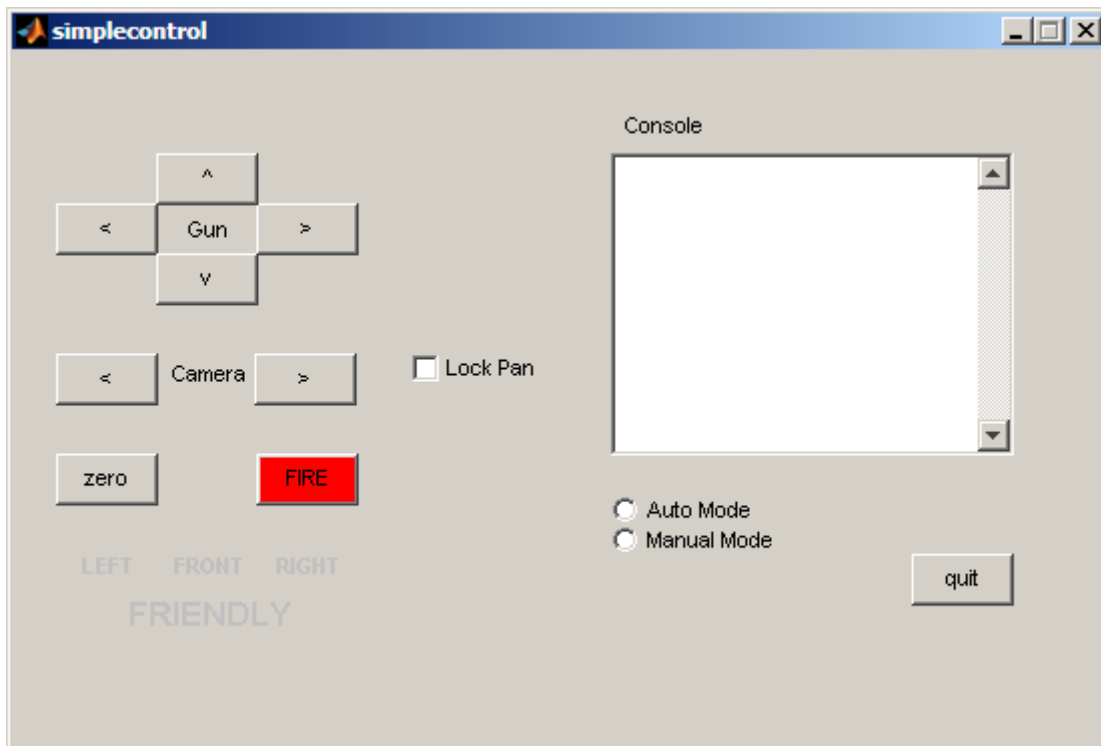 simplecontrol
Console
^
< Gun >
v
< Camera >
Lock Pan
zero FIRE
Auto Mode
Manual Mode
LEFT FRONT RIGHT
quit
FRIENDLY